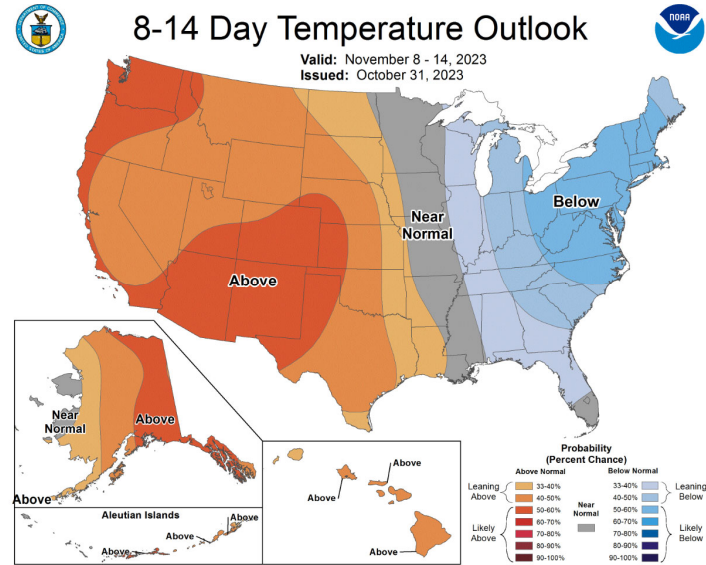 8-14 Day Temperature Outlook
Valid: November 8 - 14, 2023
Issued: October 31, 2023
NOAA
Below
Near
Normal
Above
Near
Normal
Above
Above
Aleutian Islands
Above
Above
Above
Above
Above
Above
Probability
(Percent Chance)
Above Normal
Below Normal
Leaning
Above
33-40%
40-50%
Likely
Above
50-60%
60-70%
70-80%
80-90%
90-100%
Near
Normal
33-40%
40-50%
Leaning
Below
50-60%
60-70%
70-80%
80-90%
90-100%
Likely
Below